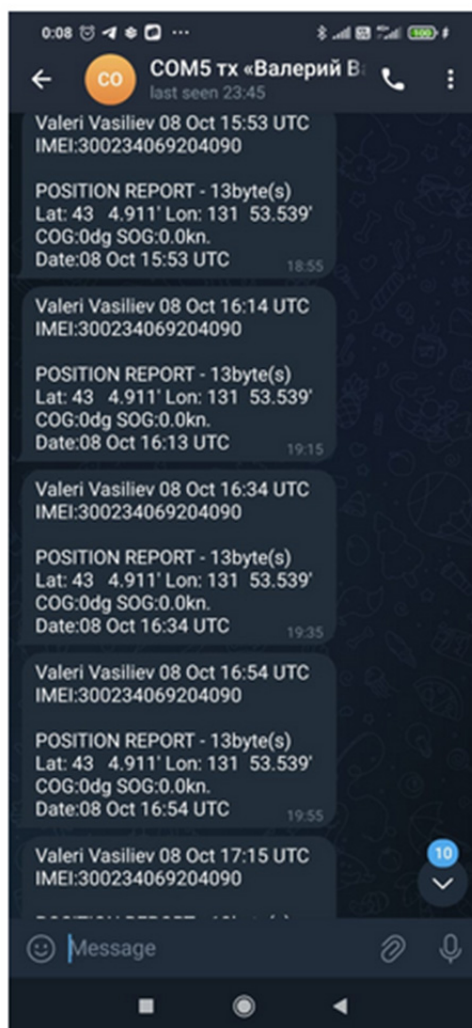 0:08
CO
COM5 тх «Валерий В
last seen 23:45
Valeri Vasiliev 08 Oct 15:53 UTC
IMEI:300234069204090
POSITION REPORT - 13byte(s)
Lat: 43 4.911' Lon: 131 53.539'
COG:0dg SOG:0.0kn.
Date:08 Oct 15:53 UTC
18:55
Valeri Vasiliev 08 Oct 16:14 UTC
IMEI:300234069204090
POSITION REPORT - 13byte(s)
Lat: 43 4.911' Lon: 131 53.539'
COG:0dg SOG:0.0kn.
Date:08 Oct 16:13 UTC
19:15
Valeri Vasiliev 08 Oct 16:34 UTC
IMEI:300234069204090
POSITION REPORT - 13byte(s)
Lat: 43 4.911' Lon: 131 53.539'
COG:0dg SOG:0.0kn.
Date:08 Oct 16:34 UTC
19:35
Valeri Vasiliev 08 Oct 16:54 UTC
IMEI:300234069204090
POSITION REPORT - 13byte(s)
Lat: 43 4.911' Lon: 131 53.539'
COG:0dg SOG:0.0kn.
Date:08 Oct 16:54 UTC
19:55
Valeri Vasiliev 08 Oct 17:15 UTC
IMEI:300234069204090
10
Message